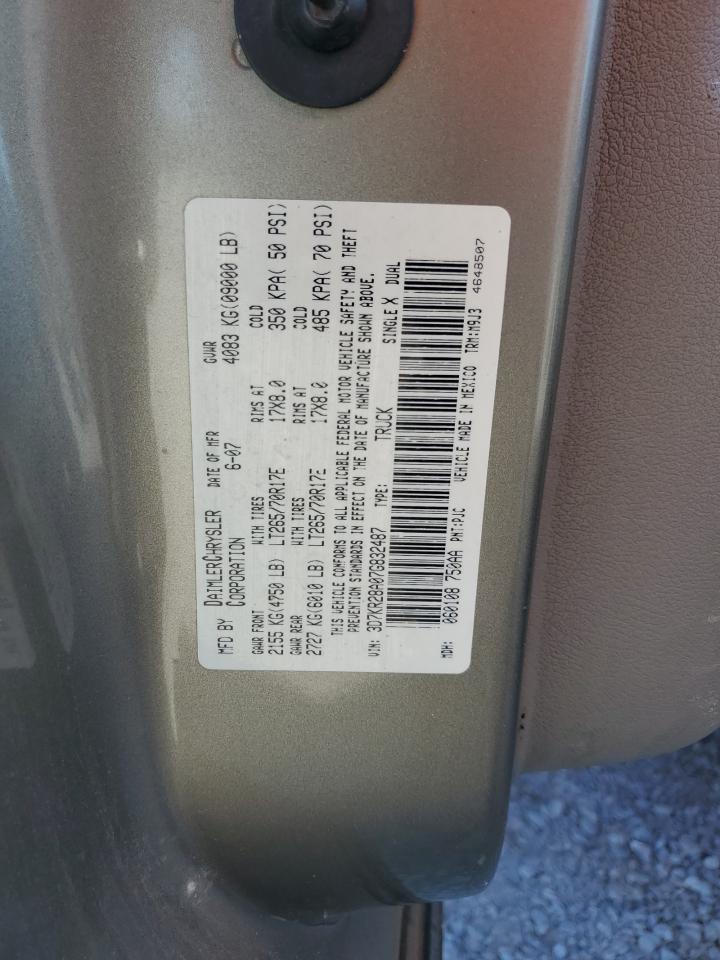 MFD BY DAIMLERCHRYSLER CORPORATION DATE OF MFR 6-07 GVWR 4083 KG(09000 LB)
GAWR FRONT WITH TIRES RIMS AT COLD
2155 KG(4750 LB) LT265/70R17E 17X8.0 350 KPA( 50 PSI)
GAWR REAR WITH TIRES RIMS AT COLD
2727 KG(6010 LB) LT265/70R17E 17X8.0 485 KPA( 70 PSI)
THIS VEHICLE CONFORMS TO ALL APPLICABLE FEDERAL MOTOR VEHICLE SAFETY AND THEFT
PREVENTION STANDARDS IN EFFECT ON THE DATE OF MANUFACTURE SHOWN ABOVE.
VIN: 3D7KR28A07G832487 TYPE: TRUCK SINGLE X DUAL
MDH: 060108 750AA PNT:PJC VEHICLE MADE IN MEXICO TRM:M9J3
4648507